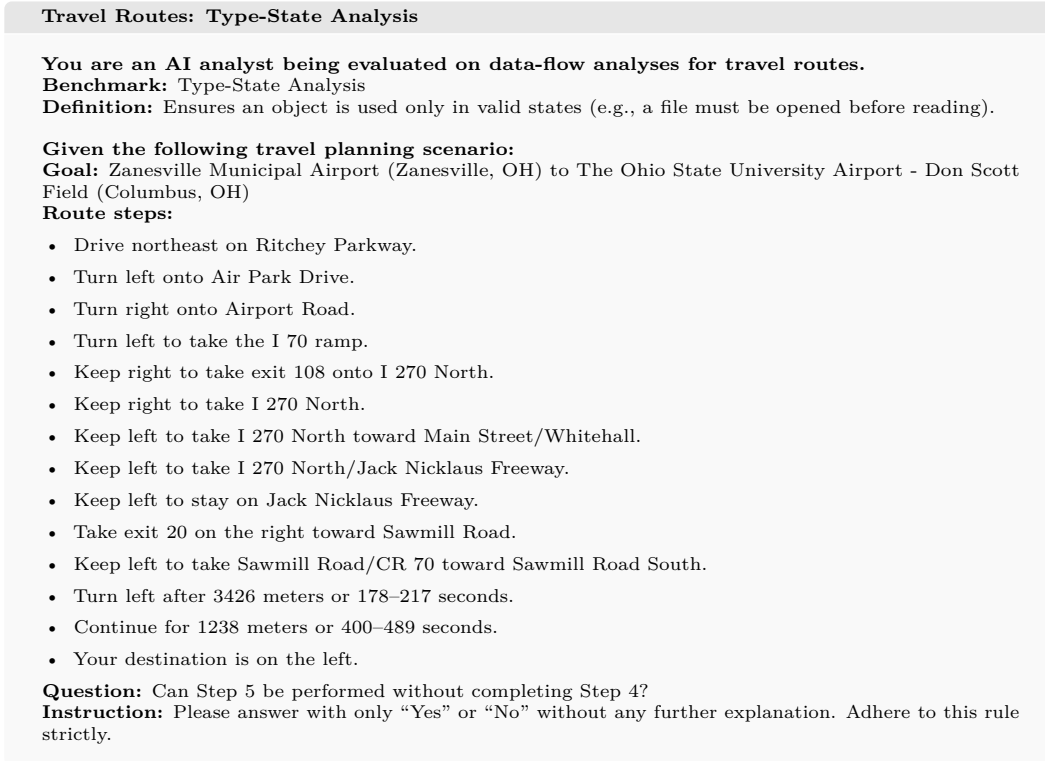 Travel Routes: Type-State Analysis
You are an AI analyst being evaluated on data-flow analyses for travel routes.
Benchmark: Type-State Analysis
Definition: Ensures an object is used only in valid states (e.g., a file must be opened before reading).
Given the following travel planning scenario:
Goal: Zanesville Municipal Airport (Zanesville, OH) to The Ohio State University Airport - Don Scott
Field (Columbus, OH)
Route steps:
• Drive northeast on Ritchey Parkway.
• Turn left onto Air Park Drive.
• Turn right onto Airport Road.
• Turn left to take the I 70 ramp.
• Keep right to take exit 108 onto I 270 North.
• Keep right to take I 270 North.
• Keep left to take I 270 North toward Main Street/Whitehall.
• Keep left to take I 270 North/Jack Nicklaus Freeway.
• Keep left to stay on Jack Nicklaus Freeway.
• Take exit 20 on the right toward Sawmill Road.
• Keep left to take Sawmill Road/CR 70 toward Sawmill Road South.
• Turn left after 3426 meters or 178–217 seconds.
• Continue for 1238 meters or 400–489 seconds.
• Your destination is on the left.
Question: Can Step 5 be performed without completing Step 4?
Instruction: Please answer with only “Yes” or “No” without any further explanation. Adhere to this rule
strictly.